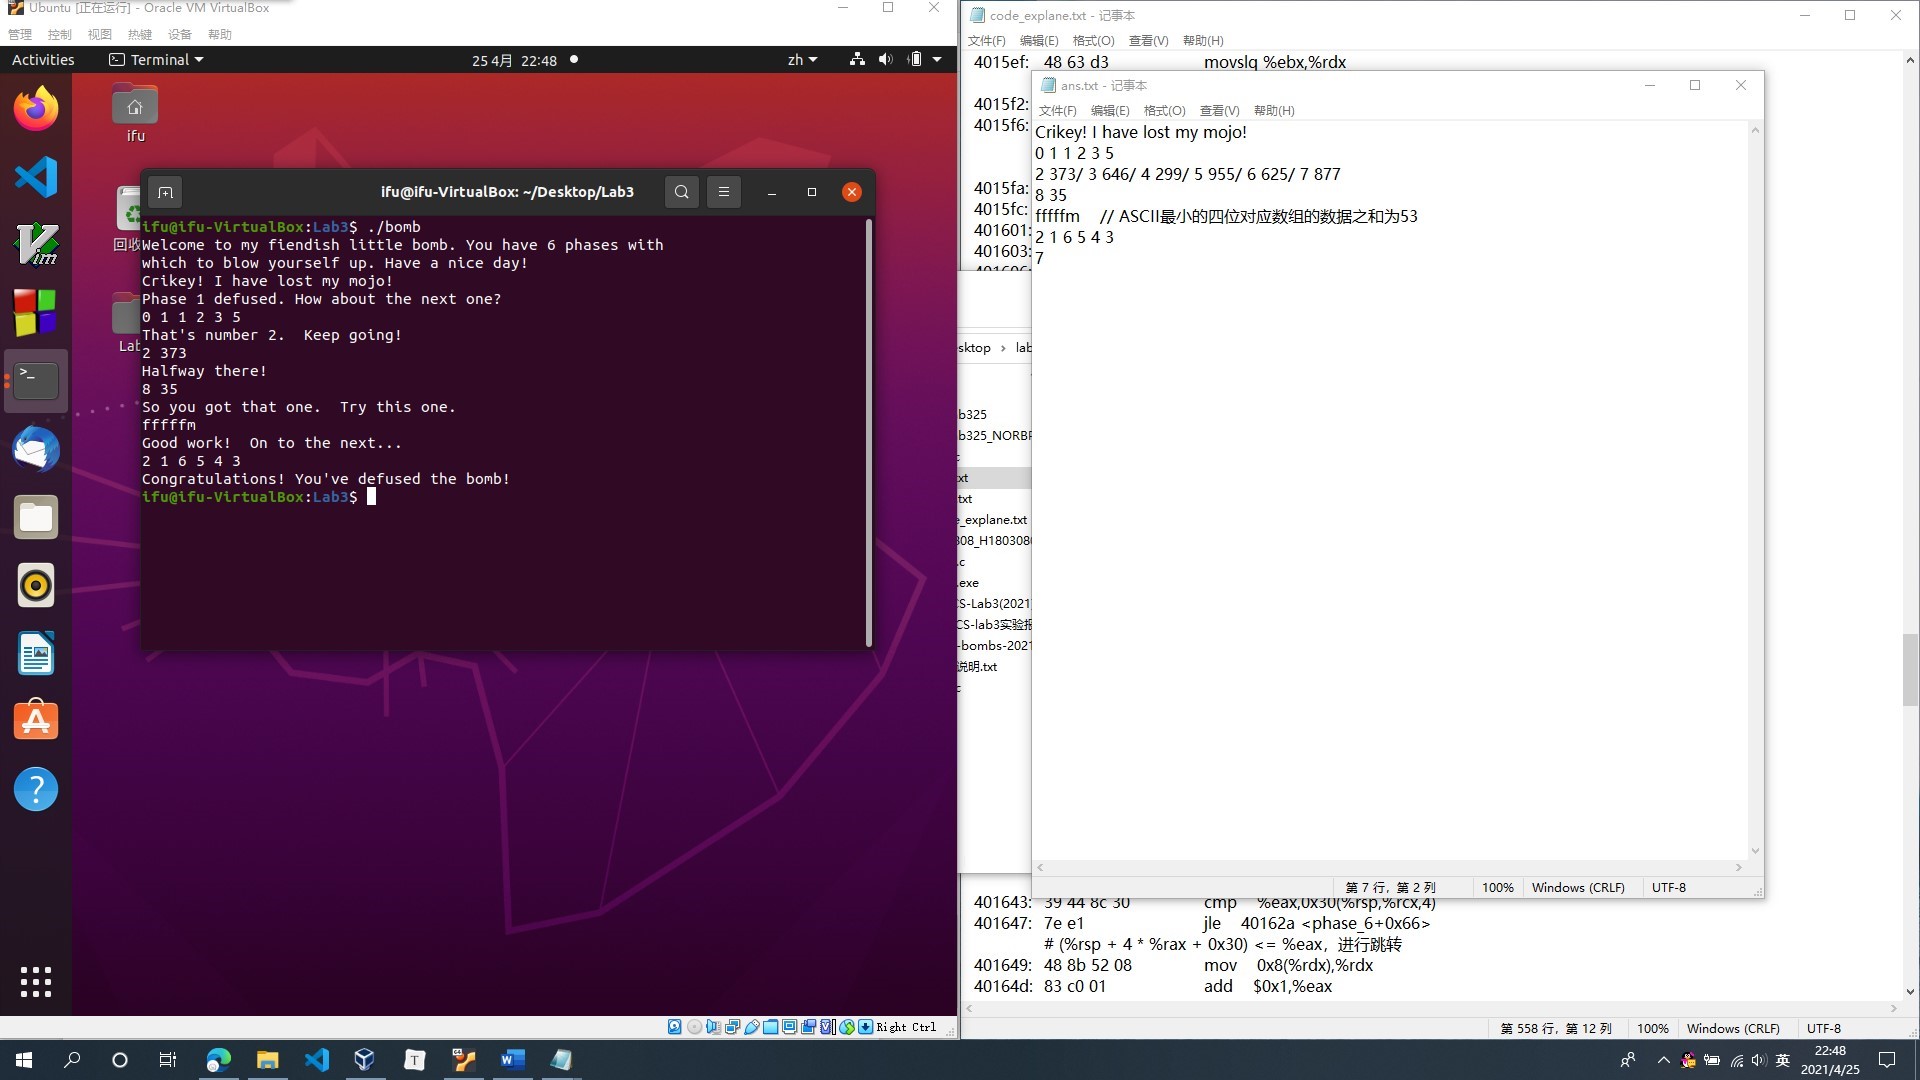 Ubuntu [正在运行] - Oracle VM VirtualBox
管理 控制 视图 热键 设备 帮助
Activities Terminal 25 4月 22:48 zh
ifu
回收
Lab
ifu@ifu-VirtualBox: ~/Desktop/Lab3
ifu@ifu-VirtualBox:Lab3$ ./bomb
Welcome to my fiendish little bomb. You have 6 phases with
which to blow yourself up. Have a nice day!
Crikey! I have lost my mojo!
Phase 1 defused. How about the next one?
0 1 1 2 3 5
That's number 2.  Keep going!
2 373
Halfway there!
8 35
So you got that one.  Try this one.
fffffm
Good work!  On to the next...
2 1 6 5 4 3
Congratulations! You've defused the bomb!
ifu@ifu-VirtualBox:Lab3$
Right Ctrl
code_explane.txt - 记事本
文件(F) 编辑(E) 格式(O) 查看(V) 帮助(H)
4015ef: 48 63 d3 movslq %ebx,%rdx
4015f2:
4015f6:
4015fa:
4015fc:
401601:
401603:
ans.txt - 记事本
文件(F) 编辑(E) 格式(O) 查看(V) 帮助(H)
Crikey! I have lost my mojo!
0 1 1 2 3 5
2 373/ 3 646/ 4 299/ 5 955/ 6 625/ 7 877
8 35
fffffm // ASCII最小的四位对应数组的数据之和为53
2 1 6 5 4 3
7
第 7 行，第 2 列 100% Windows (CRLF) UTF-8
sktop › lab
b325
b325_NORBP
c
xt
txt
e_explane.txt
308_H180308
.c
.exe
CS-Lab3(2021
CS-lab3实验报
-bombs-2021
说明.txt
c
401643: 39 44 8c 30 cmp %eax,0x30(%rsp,%rcx,4)
401647: 7e e1 jle 40162a <phase_6+0x66>
# (%rsp + 4 * %rax + 0x30) <= %eax，进行跳转
401649: 48 8b 52 08 mov 0x8(%rdx),%rdx
40164d: 83 c0 01 add $0x1,%eax
第 558 行，第 12 列 100% Windows (CRLF) UTF-8
英
22:48
2021/4/25